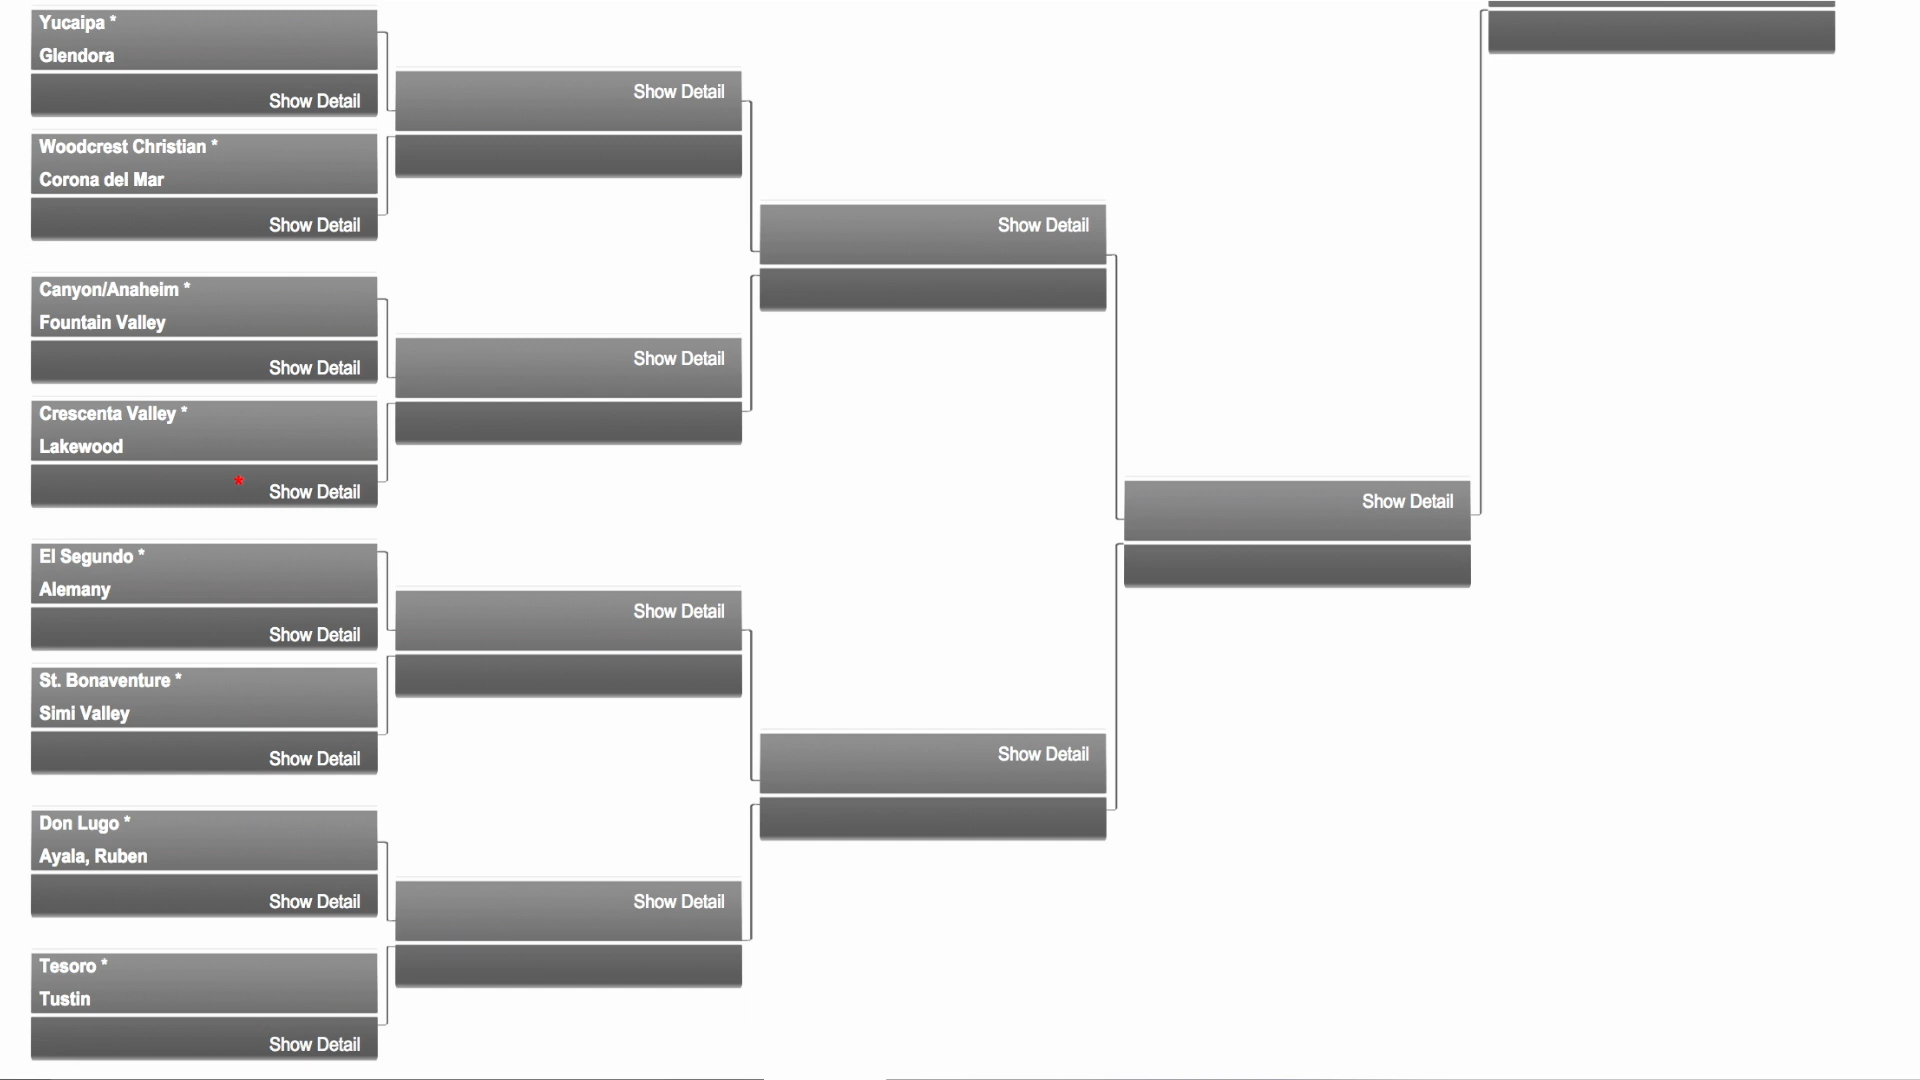 Yucaipa *
Glendora
Show Detail
Woodcrest Christian *
Corona del Mar
Show Detail
Canyon/Anaheim *
Fountain Valley
Show Detail
Crescenta Valley *
Lakewood
* Show Detail
El Segundo *
Alemany
Show Detail
St. Bonaventure *
Simi Valley
Show Detail
Don Lugo *
Ayala, Ruben
Show Detail
Tesoro *
Tustin
Show Detail
Show Detail
Show Detail
Show Detail
Show Detail
Show Detail
Show Detail
Show Detail